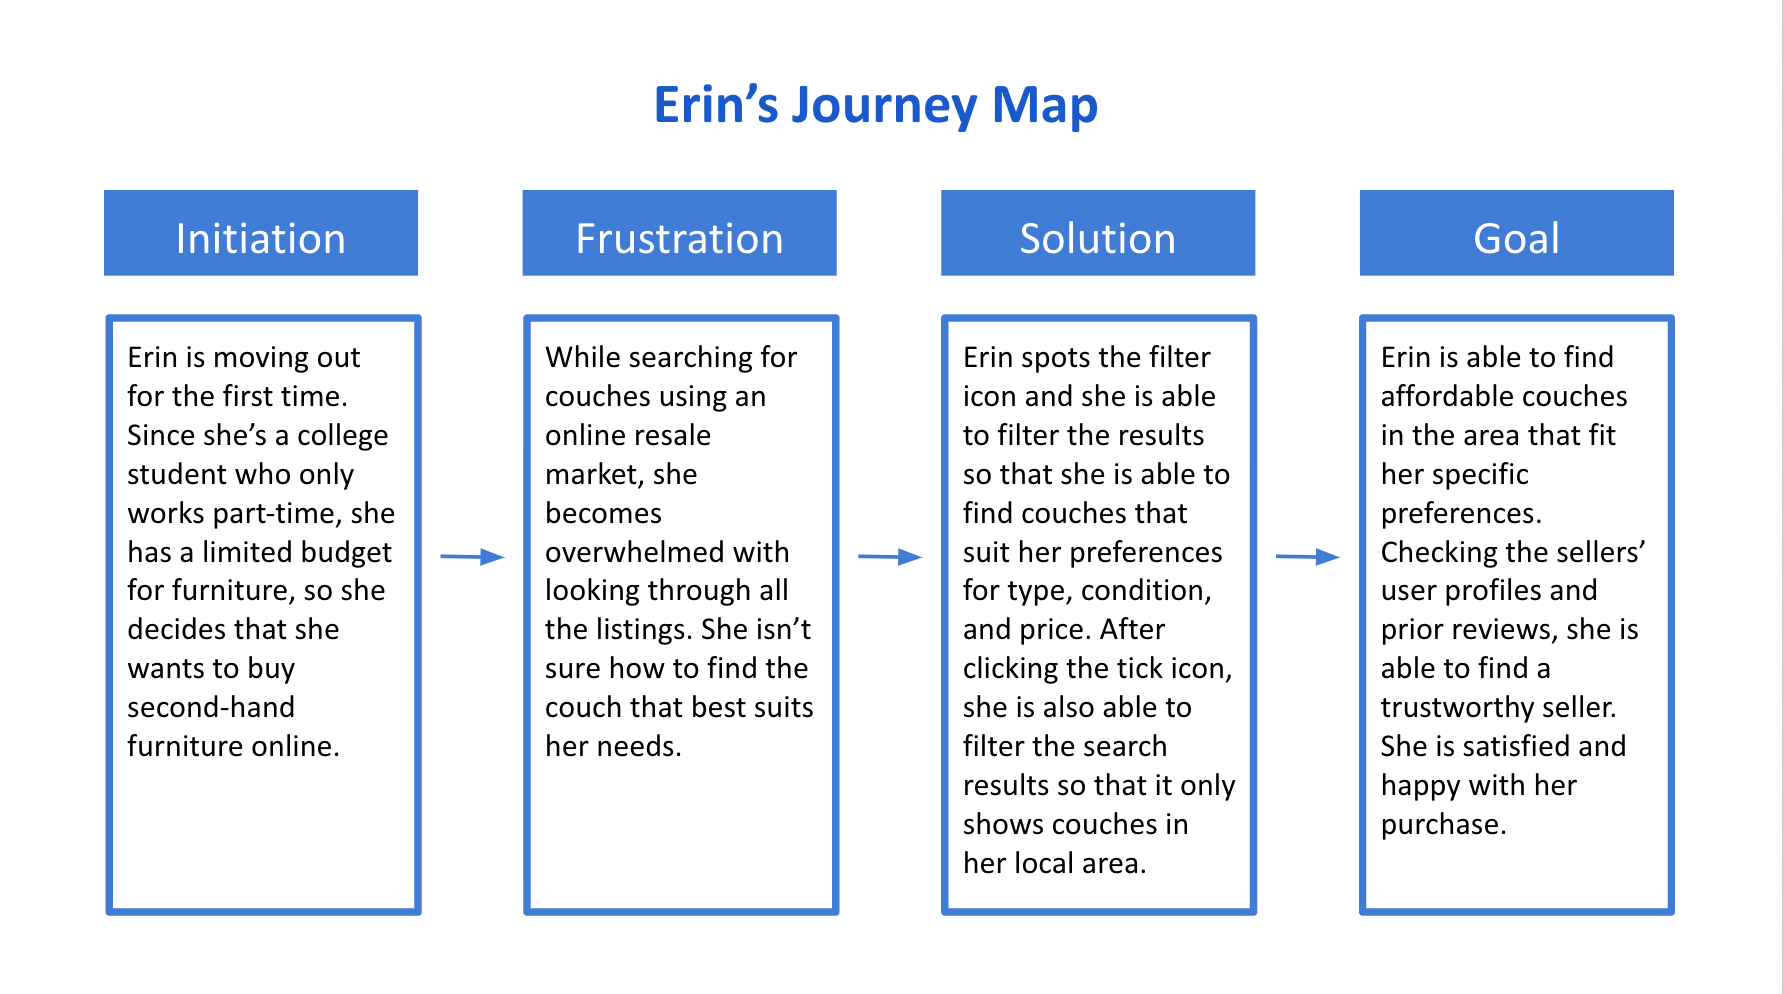 Erin’s Journey Map
Initiation
Erin is moving out
for the first time.
Since she’s a college
student who only
works part-time, she
has a limited budget
for furniture, so she
decides that she
wants to buy
second-hand
furniture online.
Frustration
While searching for
couches using an
online resale
market, she
becomes
overwhelmed with
looking through all
the listings. She isn’t
sure how to find the
couch that best suits
her needs.
Solution
Erin spots the filter
icon and she is able
to filter the results
so that she is able to
find couches that
suit her preferences
for type, condition,
and price. After
clicking the tick icon,
she is also able to
filter the search
results so that it only
shows couches in
her local area.
Goal
Erin is able to find
affordable couches
in the area that fit
her specific
preferences.
Checking the sellers’
user profiles and
prior reviews, she is
able to find a
trustworthy seller.
She is satisfied and
happy with her
purchase.